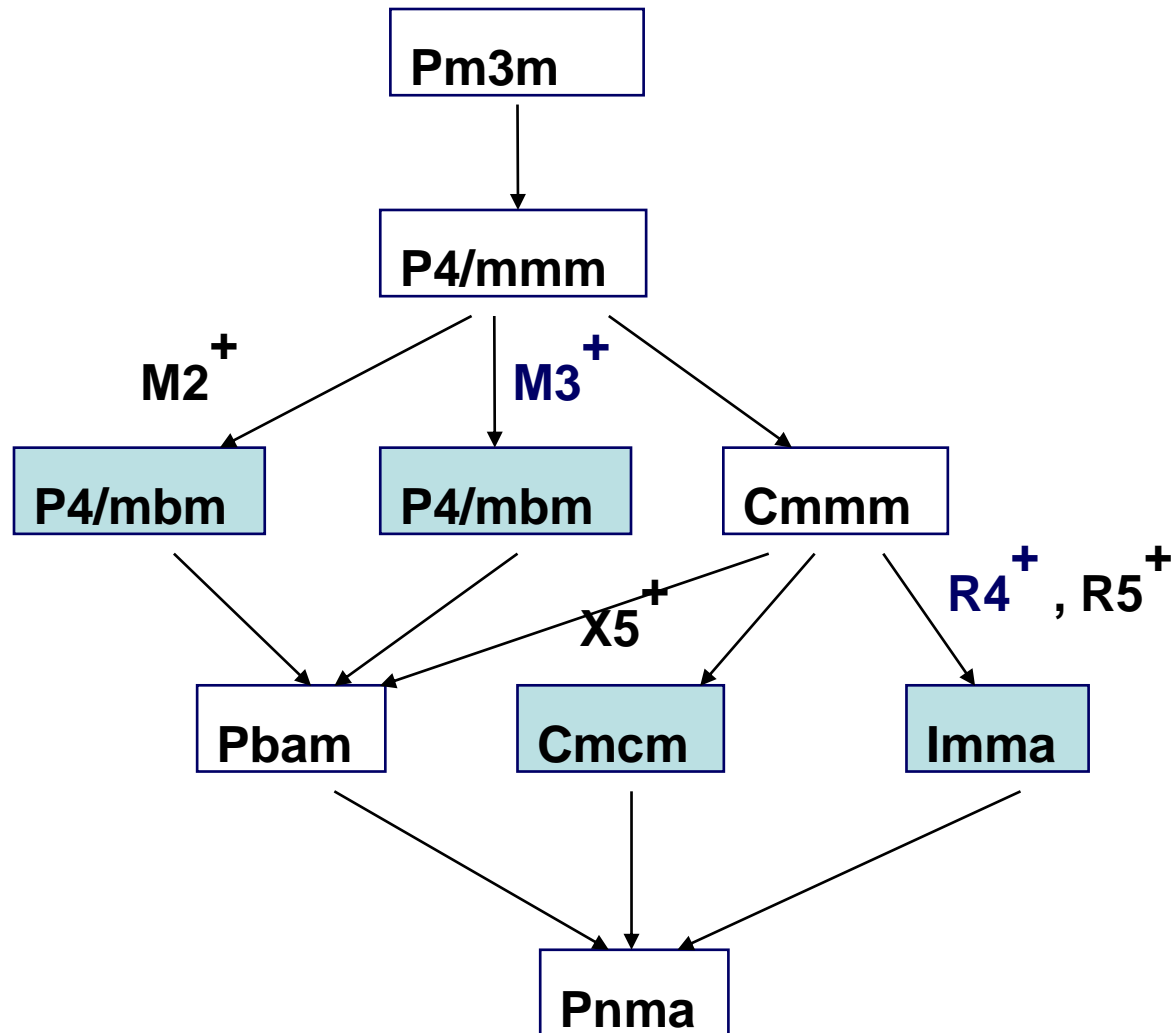 Pm3m
P4/mmm
M2+
M3+
P4/mbm
P4/mbm
Cmmm
X5+
R4+ , R5+
Pbam
Cmcm
Imma
Pnma